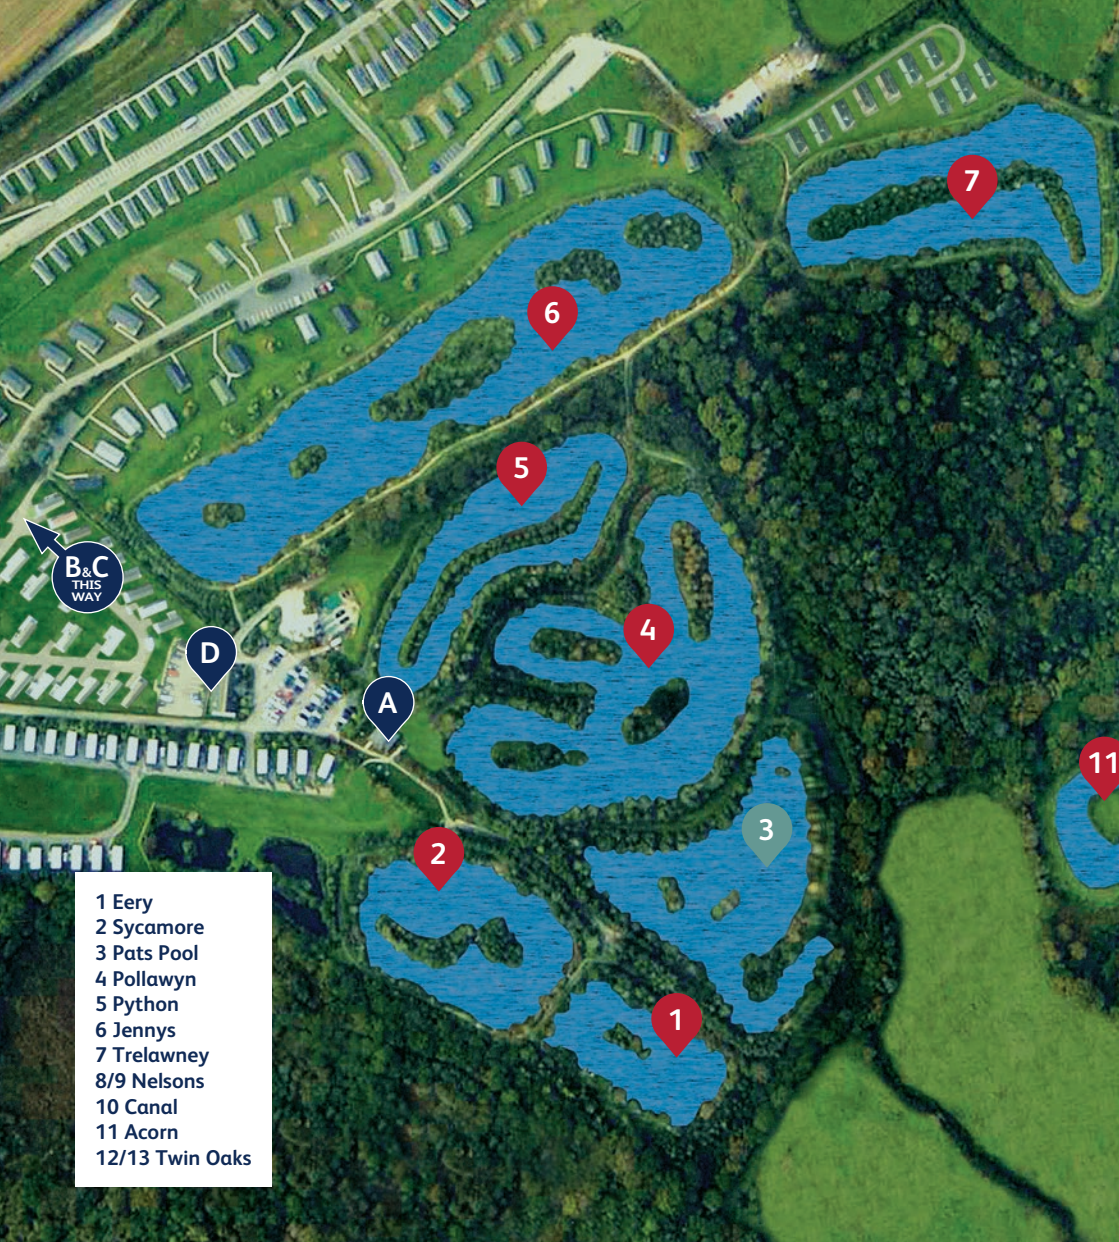 7
6
5
B&C
THIS
WAY
4
D
A
11
3
2
1 Eery
2 Sycamore
3 Pats Pool
4 Pollawyn
5 Python
6 Jennys
7 Trelawney
8/9 Nelsons
10 Canal
11 Acorn
12/13 Twin Oaks
1